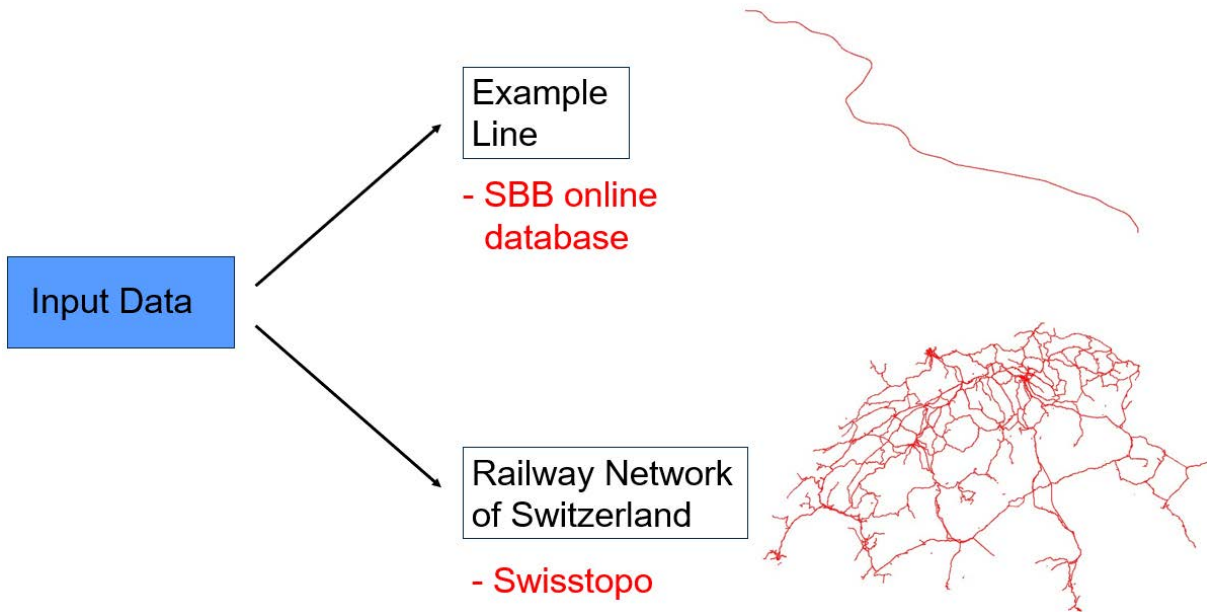 Example
Line
- SBB online
database
Input Data
Railway Network
of Switzerland
- Swisstopo